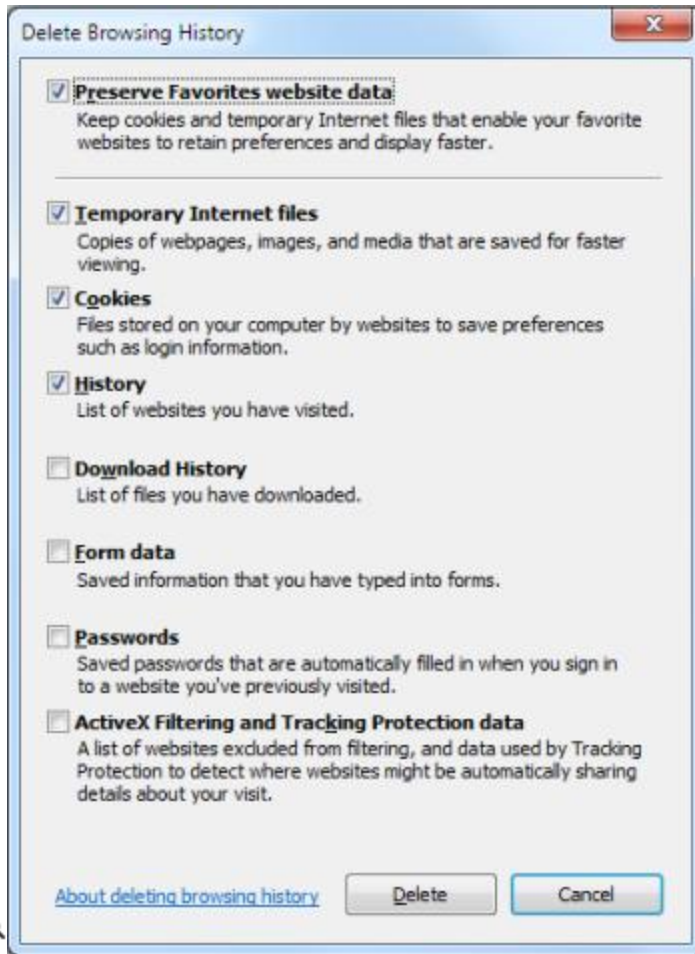 Delete Browsing History
Preserve Favorites website data
Keep cookies and temporary Internet files that enable your favorite
websites to retain preferences and display faster.
Temporary Internet files
Copies of webpages, images, and media that are saved for faster
viewing.
Cookies
Files stored on your computer by websites to save preferences
such as login information.
History
List of websites you have visited.
Download History
List of files you have downloaded.
Form data
Saved information that you have typed into forms.
Passwords
Saved passwords that are automatically filled in when you sign in
to a website you've previously visited.
ActiveX Filtering and Tracking Protection data
A list of websites excluded from filtering, and data used by Tracking
Protection to detect where websites might be automatically sharing
details about your visit.
About deleting browsing history
Delete
Cancel